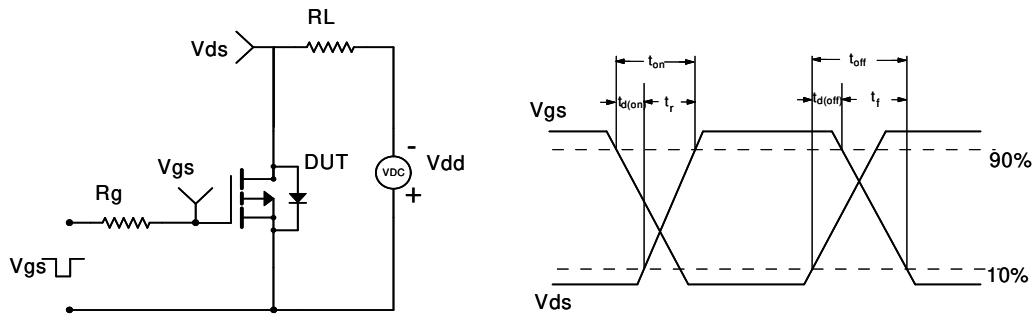 RL
Vds
-
VDC
Vdd
+
DUT
Vgs
Rg
Vgs
ton
toff
td(on)
tr
td(off)
tf
Vgs
90%
10%
Vds